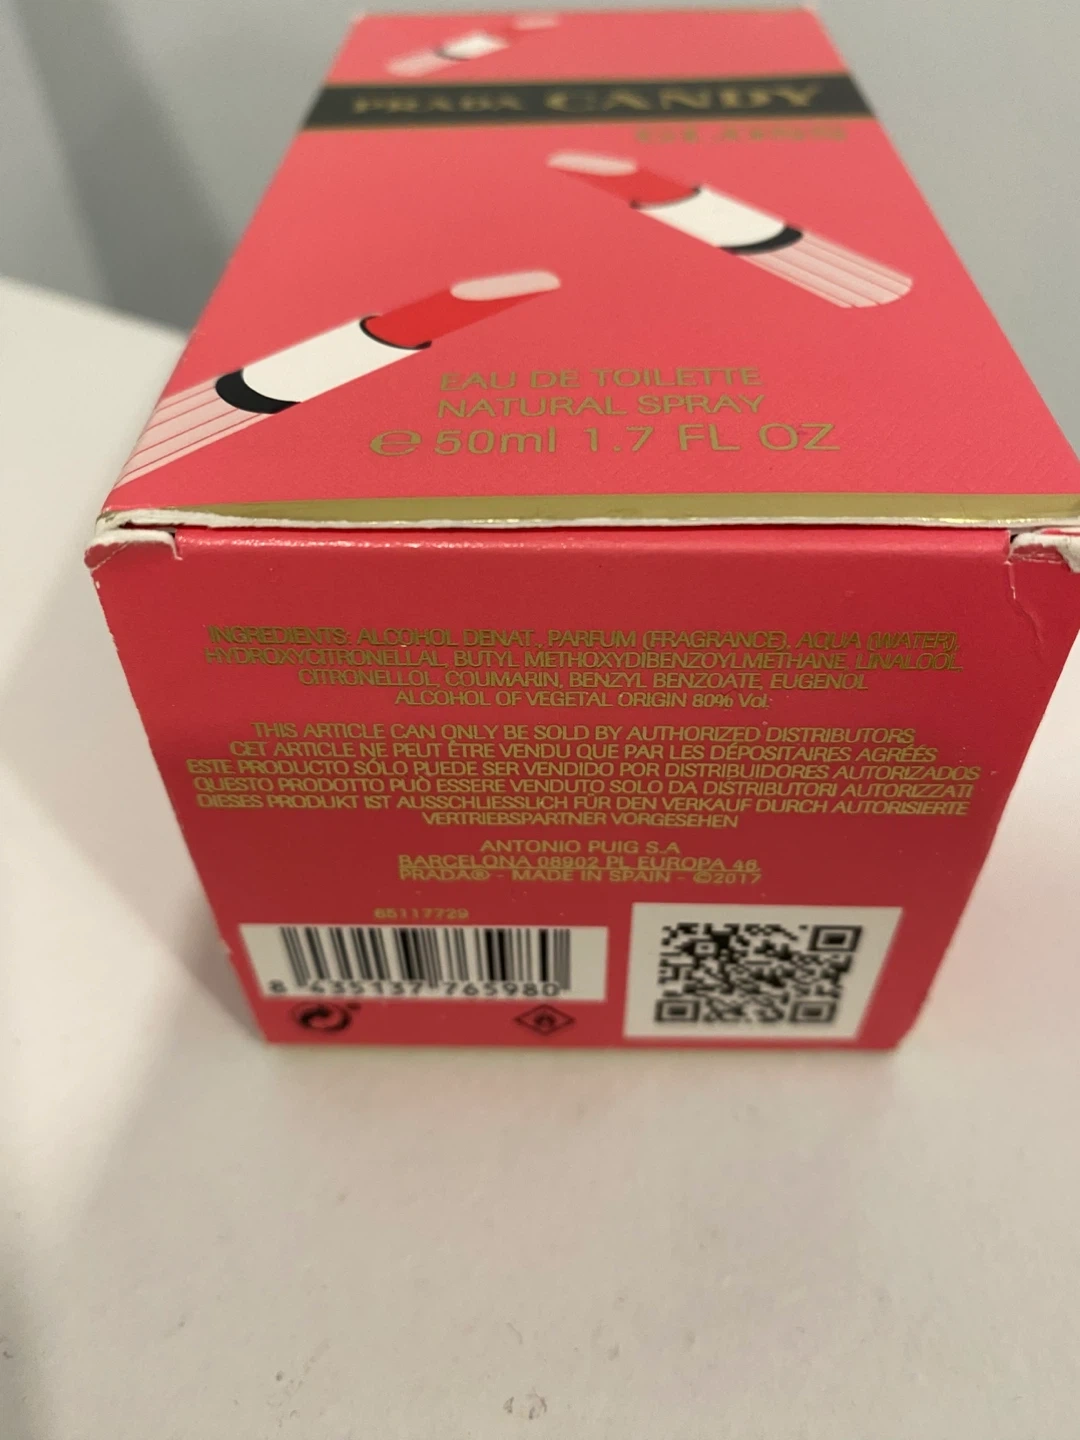 PRADA CANDY
GLOSS
EAU DE TOILETTE
NATURAL SPRAY
℮ 50ml 1.7 FL OZ
INGREDIENTS: ALCOHOL DENAT., PARFUM (FRAGRANCE), AQUA (WATER),
HYDROXYCITRONELLAL, BUTYL METHOXYDIBENZOYLMETHANE, LINALOOL,
CITRONELLOL, COUMARIN, BENZYL BENZOATE, EUGENOL
ALCOHOL OF VEGETAL ORIGIN 80% Vol.
THIS ARTICLE CAN ONLY BE SOLD BY AUTHORIZED DISTRIBUTORS
CET ARTICLE NE PEUT ÊTRE VENDU QUE PAR LES DÉPOSITAIRES AGRÉÉS
ESTE PRODUCTO SÓLO PUEDE SER VENDIDO POR DISTRIBUIDORES AUTORIZADOS
QUESTO PRODOTTO PUÒ ESSERE VENDUTO SOLO DA DISTRIBUTORI AUTORIZZATI
DIESES PRODUKT IST AUSSCHLIESSLICH FÜR DEN VERKAUF DURCH AUTORISIERTE
VERTRIEBSPARTNER VORGESEHEN
ANTONIO PUIG S.A
BARCELONA 08902 PL EUROPA 46,
PRADA® - MADE IN SPAIN - ©2017
65117729
8 435137 765980